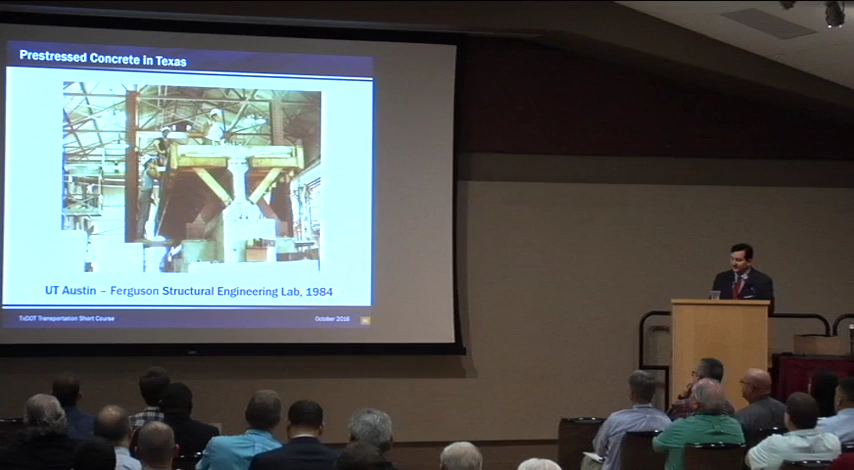 Prestressed Concrete in Texas
UT Austin – Ferguson Structural Engineering Lab, 1984
TxDOT Transportation Short Course
October 2016